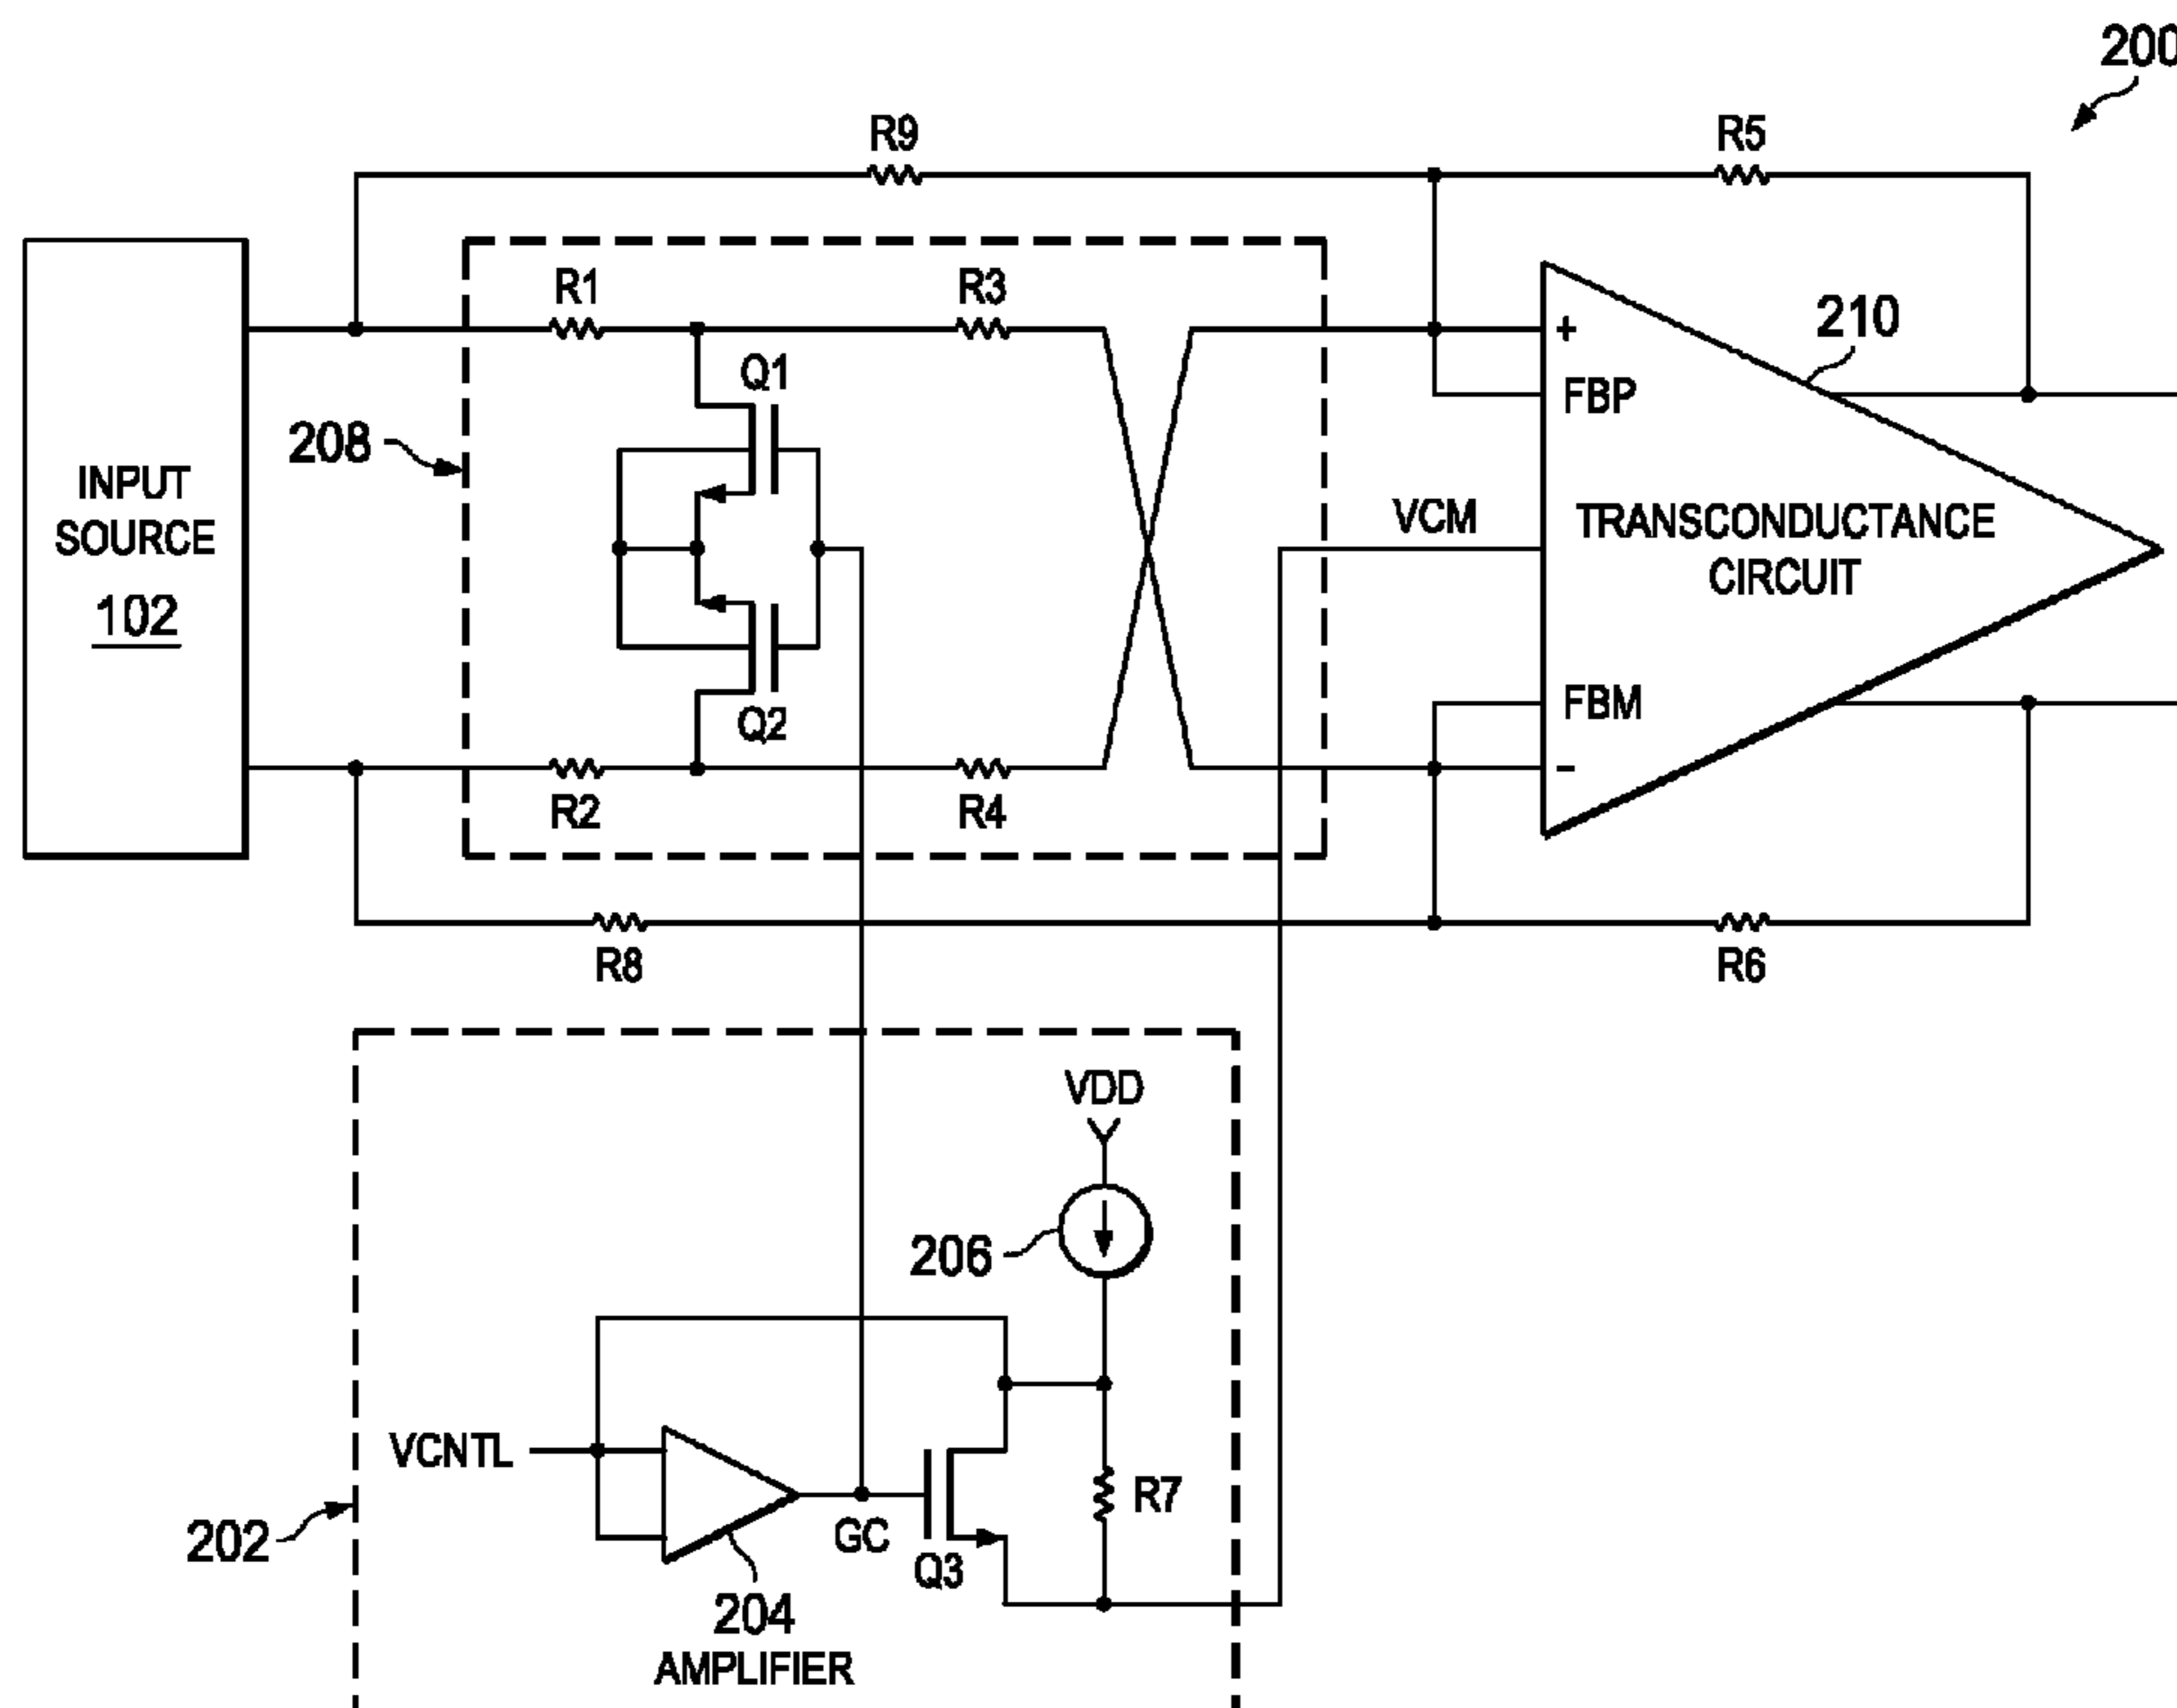 200
R9
R5
R1
R3
Q1
210
+
FBP
208
INPUT
SOURCE
102
VCM
TRANSCONDUCTANCE
CIRCUIT
FBM
Q2
-
R2
R4
R8
R6
VDD
206
VCNTL
R7
GC
202
Q3
204
AMPLIFIER